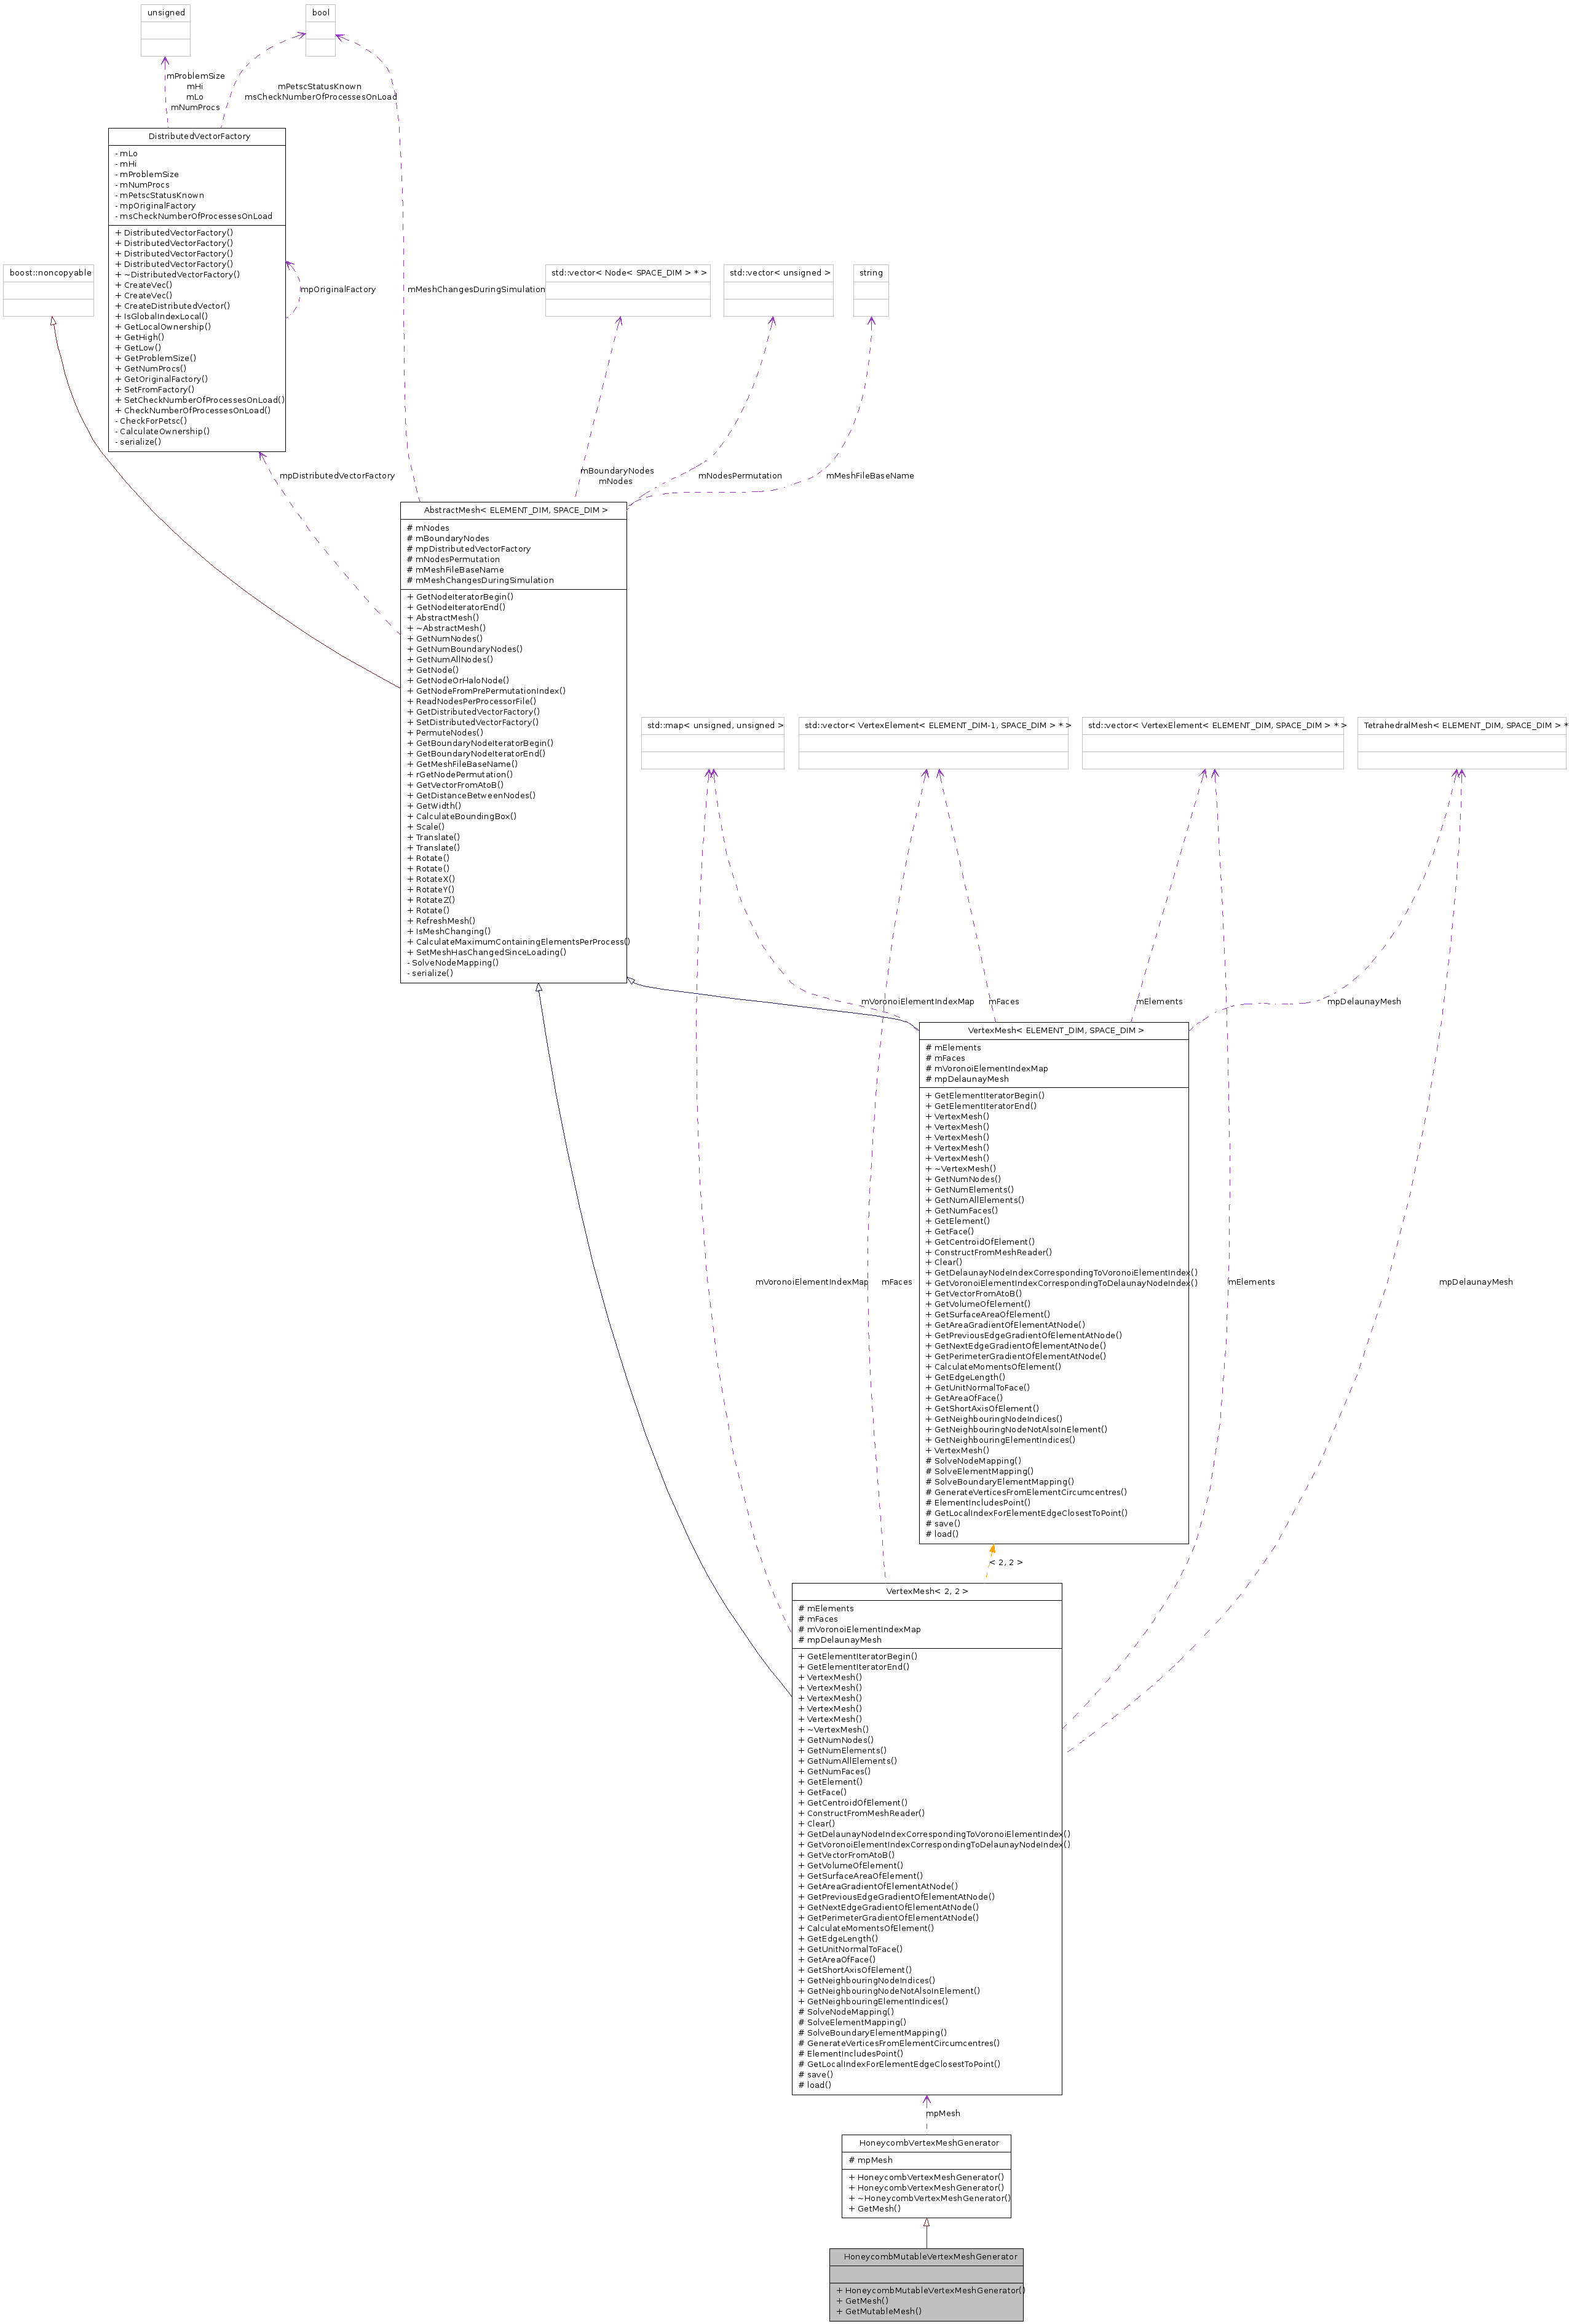 unsigned
bool
mProblemSize
mHi
mLo
mNumProcs
mPetscStatusKnown
msCheckNumberOfProcessesOnLoad
DistributedVectorFactory
- mLo
- mHi
- mProblemSize
- mNumProcs
- mPetscStatusKnown
- mpOriginalFactory
- msCheckNumberOfProcessesOnLoad
+ DistributedVectorFactory()
+ DistributedVectorFactory()
+ DistributedVectorFactory()
+ DistributedVectorFactory()
+ ~DistributedVectorFactory()
+ CreateVec()
+ CreateVec()
+ CreateDistributedVector()
+ IsGlobalIndexLocal()
+ GetLocalOwnership()
+ GetHigh()
+ GetLow()
+ GetProblemSize()
+ GetNumProcs()
+ GetOriginalFactory()
+ SetFromFactory()
+ SetCheckNumberOfProcessesOnLoad()
+ CheckNumberOfProcessesOnLoad()
- CheckForPetsc()
- CalculateOwnership()
- serialize()
boost::noncopyable
mpOriginalFactory
mMeshChangesDuringSimulation
std::vector< Node< SPACE_DIM > * >
std::vector< unsigned >
string
mpDistributedVectorFactory
mBoundaryNodes
mNodes
mNodesPermutation
mMeshFileBaseName
AbstractMesh< ELEMENT_DIM, SPACE_DIM >
# mNodes
# mBoundaryNodes
# mpDistributedVectorFactory
# mNodesPermutation
# mMeshFileBaseName
# mMeshChangesDuringSimulation
+ GetNodeIteratorBegin()
+ GetNodeIteratorEnd()
+ AbstractMesh()
+ ~AbstractMesh()
+ GetNumNodes()
+ GetNumBoundaryNodes()
+ GetNumAllNodes()
+ GetNode()
+ GetNodeOrHaloNode()
+ GetNodeFromPrePermutationIndex()
+ ReadNodesPerProcessorFile()
+ GetDistributedVectorFactory()
+ SetDistributedVectorFactory()
+ PermuteNodes()
+ GetBoundaryNodeIteratorBegin()
+ GetBoundaryNodeIteratorEnd()
+ GetMeshFileBaseName()
+ rGetNodePermutation()
+ GetVectorFromAtoB()
+ GetDistanceBetweenNodes()
+ GetWidth()
+ CalculateBoundingBox()
+ Scale()
+ Translate()
+ Translate()
+ Rotate()
+ Rotate()
+ RotateX()
+ RotateY()
+ RotateZ()
+ Rotate()
+ RefreshMesh()
+ IsMeshChanging()
+ CalculateMaximumContainingElementsPerProcess()
+ SetMeshHasChangedSinceLoading()
- SolveNodeMapping()
- serialize()
std::map< unsigned, unsigned >
std::vector< VertexElement< ELEMENT_DIM-1, SPACE_DIM > * >
std::vector< VertexElement< ELEMENT_DIM, SPACE_DIM > * >
TetrahedralMesh< ELEMENT_DIM, SPACE_DIM > *
mVoronoiElementIndexMap
mFaces
mElements
mpDelaunayMesh
VertexMesh< ELEMENT_DIM, SPACE_DIM >
# mElements
# mFaces
# mVoronoiElementIndexMap
# mpDelaunayMesh
+ GetElementIteratorBegin()
+ GetElementIteratorEnd()
+ VertexMesh()
+ VertexMesh()
+ VertexMesh()
+ VertexMesh()
+ VertexMesh()
+ ~VertexMesh()
+ GetNumNodes()
+ GetNumElements()
+ GetNumAllElements()
+ GetNumFaces()
+ GetElement()
+ GetFace()
+ GetCentroidOfElement()
+ ConstructFromMeshReader()
+ Clear()
+ GetDelaunayNodeIndexCorrespondingToVoronoiElementIndex()
+ GetVoronoiElementIndexCorrespondingToDelaunayNodeIndex()
+ GetVectorFromAtoB()
+ GetVolumeOfElement()
+ GetSurfaceAreaOfElement()
+ GetAreaGradientOfElementAtNode()
+ GetPreviousEdgeGradientOfElementAtNode()
+ GetNextEdgeGradientOfElementAtNode()
+ GetPerimeterGradientOfElementAtNode()
+ CalculateMomentsOfElement()
+ GetEdgeLength()
+ GetUnitNormalToFace()
+ GetAreaOfFace()
+ GetShortAxisOfElement()
+ GetNeighbouringNodeIndices()
+ GetNeighbouringNodeNotAlsoInElement()
+ GetNeighbouringElementIndices()
+ VertexMesh()
# SolveNodeMapping()
# SolveElementMapping()
# SolveBoundaryElementMapping()
# GenerateVerticesFromElementCircumcentres()
# ElementIncludesPoint()
# GetLocalIndexForElementEdgeClosestToPoint()
# save()
# load()
mVoronoiElementIndexMap
mFaces
mElements
mpDelaunayMesh
< 2, 2 >
VertexMesh< 2, 2 >
# mElements
# mFaces
# mVoronoiElementIndexMap
# mpDelaunayMesh
+ GetElementIteratorBegin()
+ GetElementIteratorEnd()
+ VertexMesh()
+ VertexMesh()
+ VertexMesh()
+ VertexMesh()
+ VertexMesh()
+ ~VertexMesh()
+ GetNumNodes()
+ GetNumElements()
+ GetNumAllElements()
+ GetNumFaces()
+ GetElement()
+ GetFace()
+ GetCentroidOfElement()
+ ConstructFromMeshReader()
+ Clear()
+ GetDelaunayNodeIndexCorrespondingToVoronoiElementIndex()
+ GetVoronoiElementIndexCorrespondingToDelaunayNodeIndex()
+ GetVectorFromAtoB()
+ GetVolumeOfElement()
+ GetSurfaceAreaOfElement()
+ GetAreaGradientOfElementAtNode()
+ GetPreviousEdgeGradientOfElementAtNode()
+ GetNextEdgeGradientOfElementAtNode()
+ GetPerimeterGradientOfElementAtNode()
+ CalculateMomentsOfElement()
+ GetEdgeLength()
+ GetUnitNormalToFace()
+ GetAreaOfFace()
+ GetShortAxisOfElement()
+ GetNeighbouringNodeIndices()
+ GetNeighbouringNodeNotAlsoInElement()
+ GetNeighbouringElementIndices()
# SolveNodeMapping()
# SolveElementMapping()
# SolveBoundaryElementMapping()
# GenerateVerticesFromElementCircumcentres()
# ElementIncludesPoint()
# GetLocalIndexForElementEdgeClosestToPoint()
# save()
# load()
mpMesh
HoneycombVertexMeshGenerator
# mpMesh
+ HoneycombVertexMeshGenerator()
+ HoneycombVertexMeshGenerator()
+ ~HoneycombVertexMeshGenerator()
+ GetMesh()
HoneycombMutableVertexMeshGenerator
+ HoneycombMutableVertexMeshGenerator()
+ GetMesh()
+ GetMutableMesh()